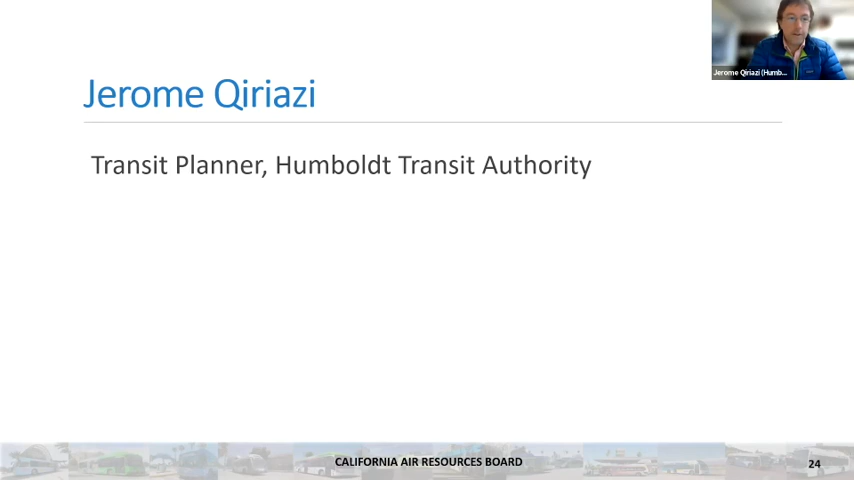 Jerome Qiriazi (Humb...
Jerome Qiriazi
Transit Planner, Humboldt Transit Authority
CALIFORNIA AIR RESOURCES BOARD
24